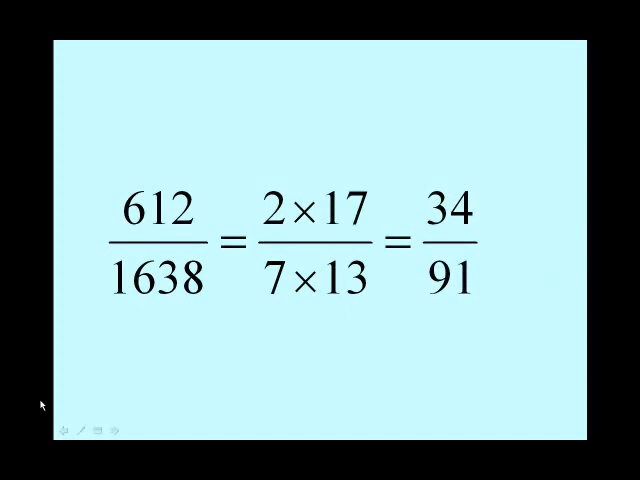 612 / 1638 = 2×17 / 7×13 = 34 / 91